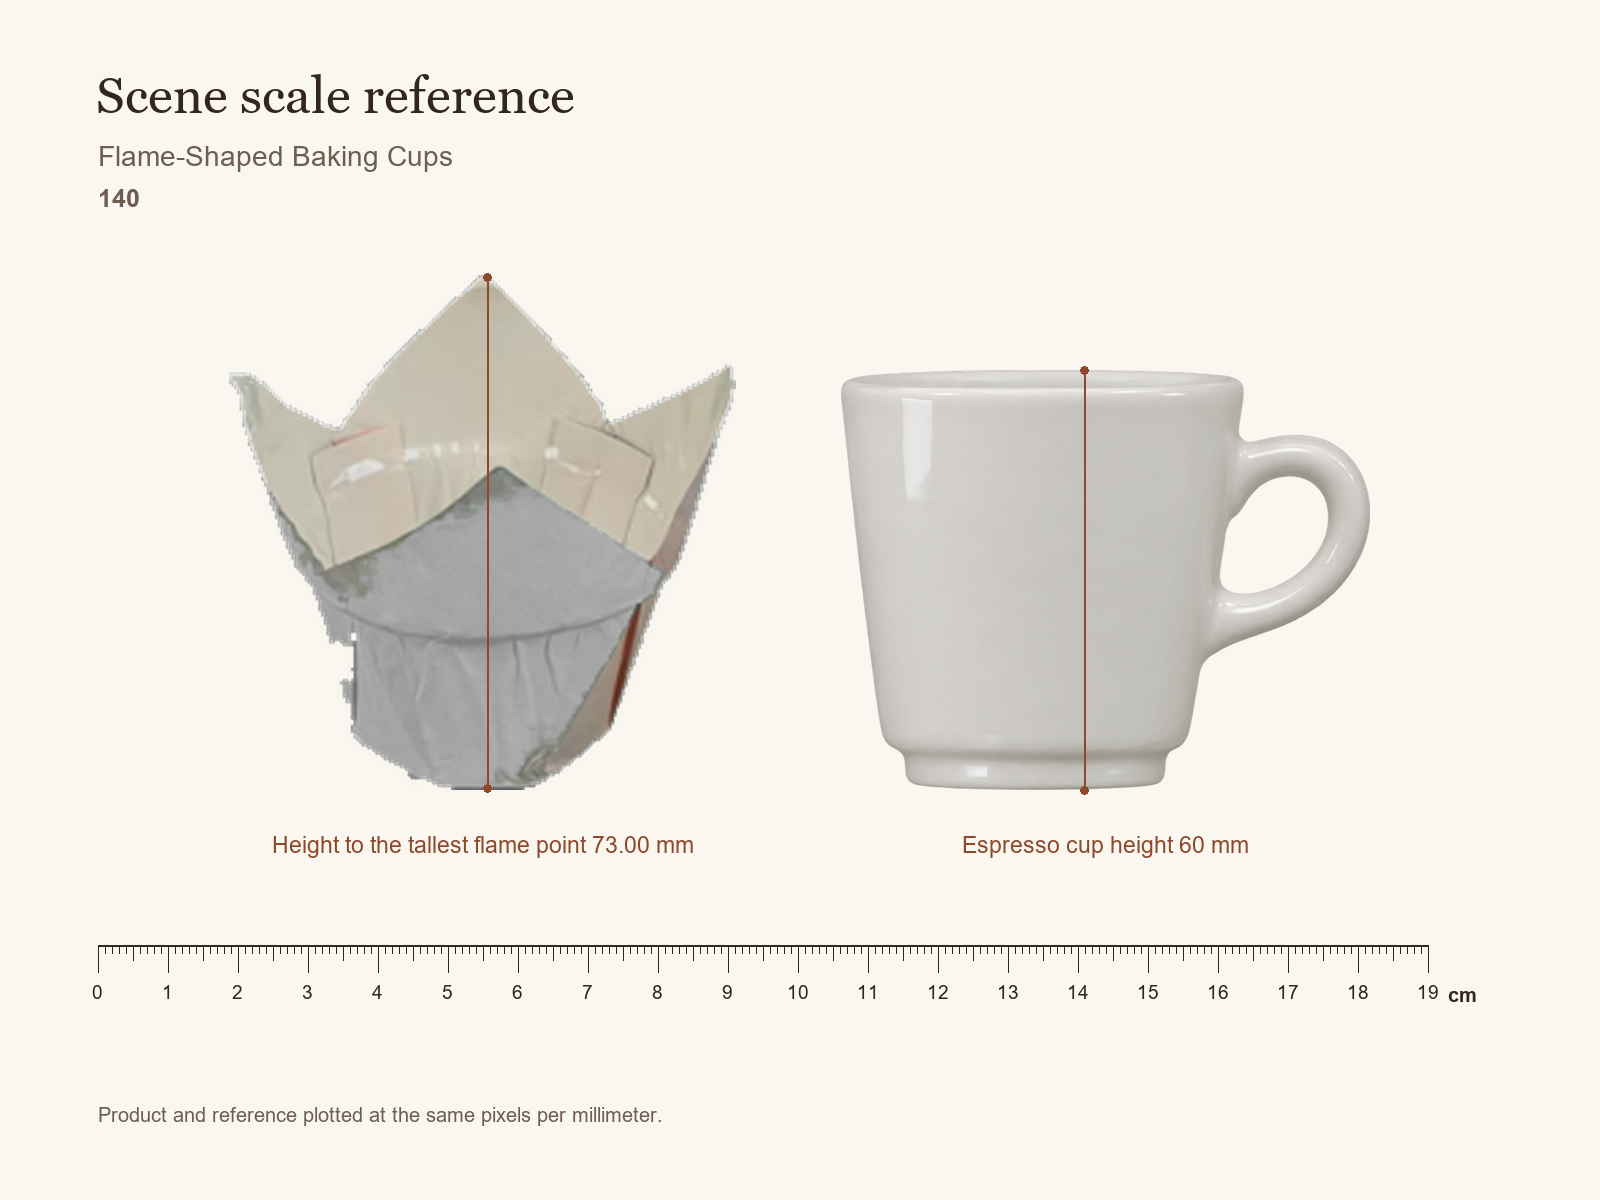 Scene scale reference
Flame-Shaped Baking Cups
140
Height to the tallest flame point 73.00 mm
Espresso cup height 60 mm
0 1 2 3 4 5 6 7 8 9 10 11 12 13 14 15 16 17 18 19 cm
Product and reference plotted at the same pixels per millimeter.